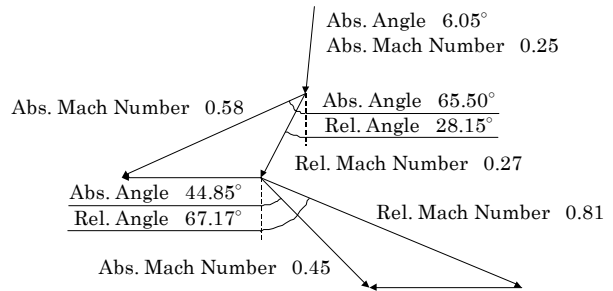 Abs. Angle 6.05°
Abs. Mach Number 0.25
Abs. Mach Number 0.58
Abs. Angle 65.50°
Rel. Angle 28.15°
Rel. Mach Number 0.27
Abs. Angle 44.85°
Rel. Angle 67.17°
Rel. Mach Number 0.81
Abs. Mach Number 0.45